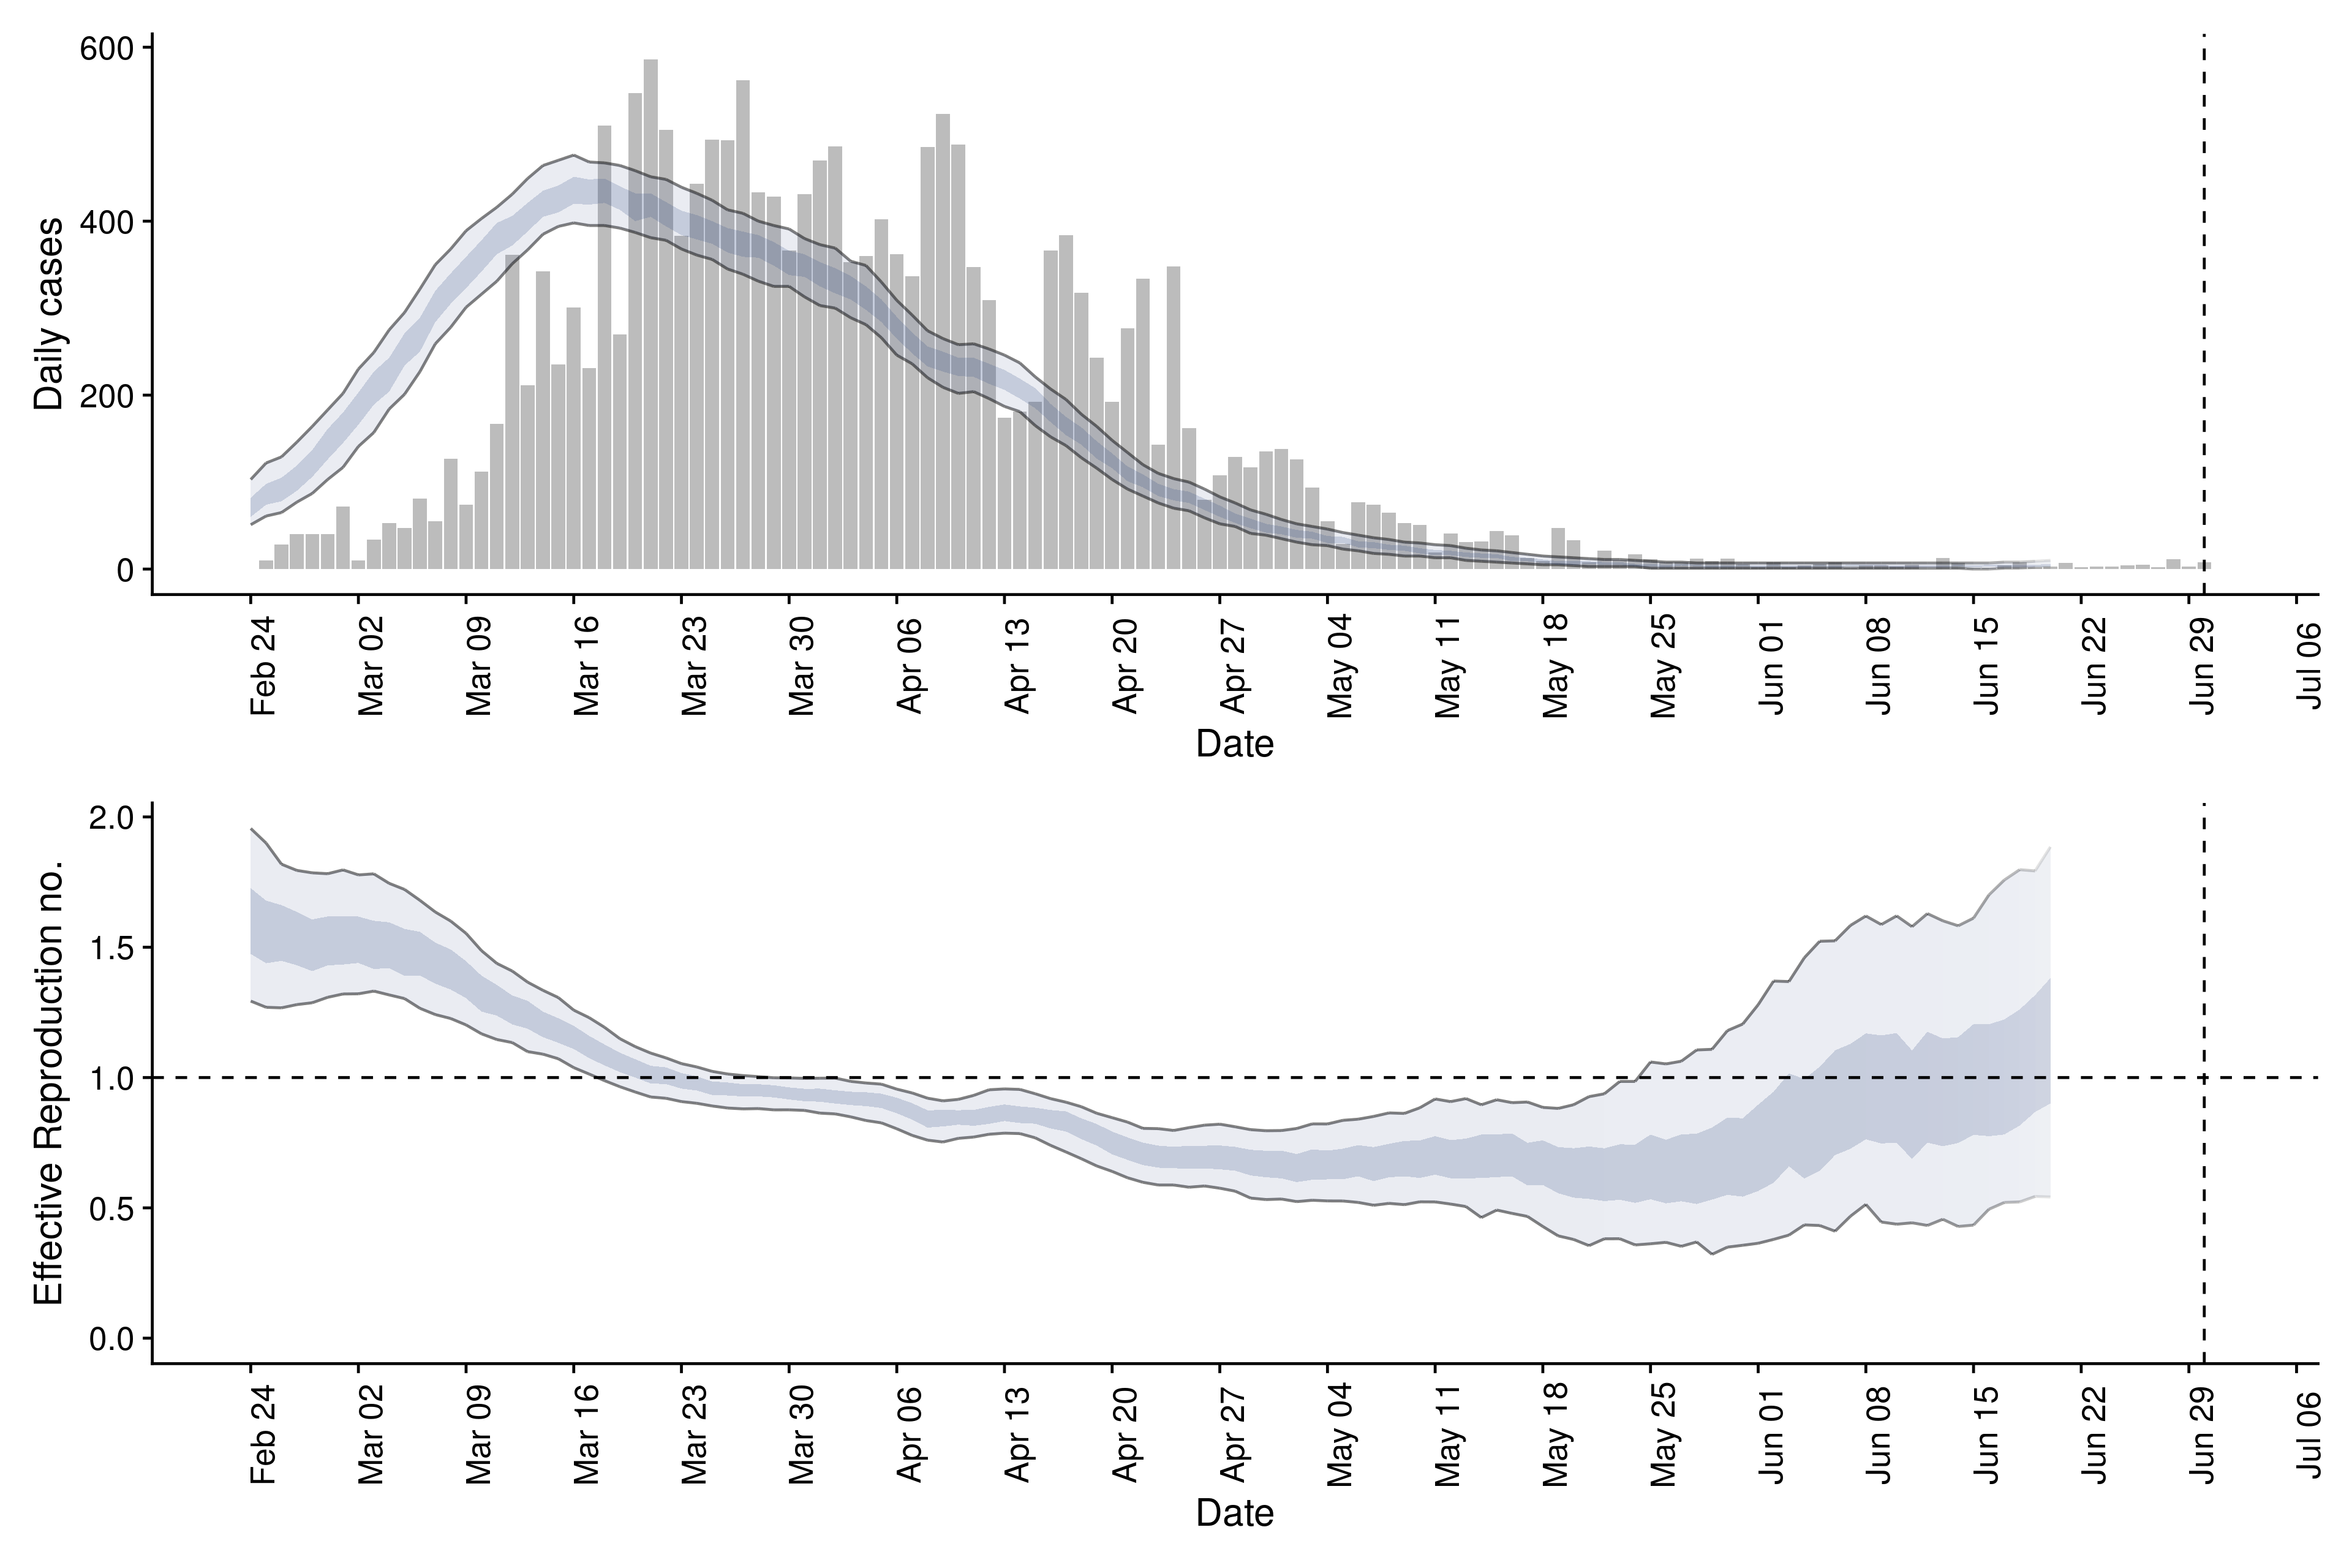 Daily cases
600
400
200
0
Feb 24 Mar 02 Mar 09 Mar 16 Mar 23 Mar 30 Apr 06 Apr 13 Apr 20 Apr 27 May 04 May 11 May 18 May 25 Jun 01 Jun 08 Jun 15 Jun 22 Jun 29 Jul 06
Date
Effective Reproduction no.
2.0
1.5
1.0
0.5
0.0
Feb 24 Mar 02 Mar 09 Mar 16 Mar 23 Mar 30 Apr 06 Apr 13 Apr 20 Apr 27 May 04 May 11 May 18 May 25 Jun 01 Jun 08 Jun 15 Jun 22 Jun 29 Jul 06
Date